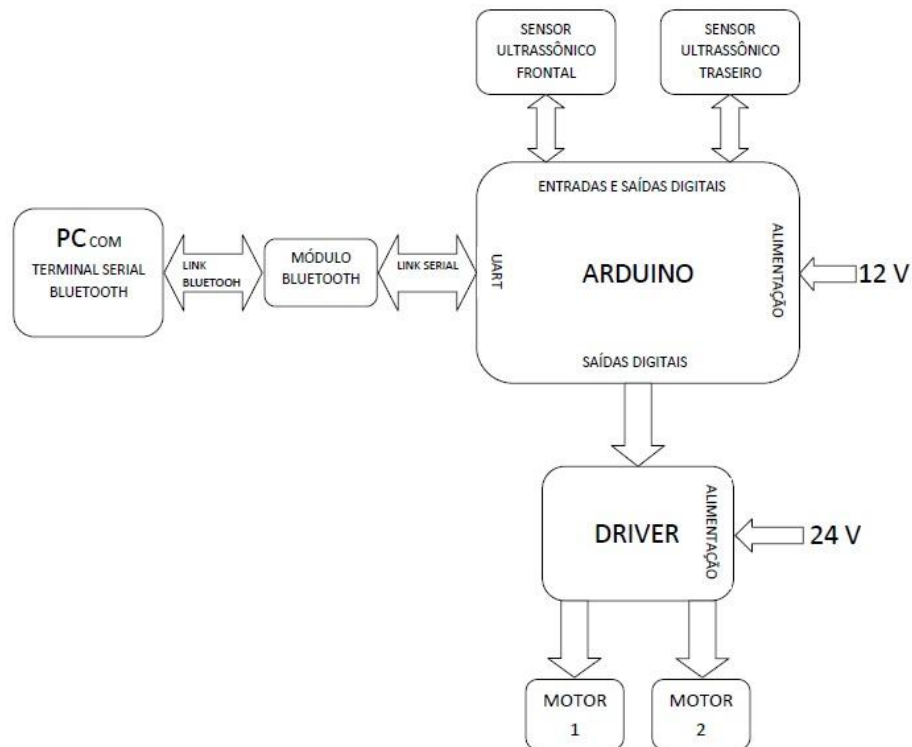 SENSOR
ULTRASSÔNICO
FRONTAL
SENSOR
ULTRASSÔNICO
TRASEIRO
ENTRADAS E SAÍDAS DIGITAIS
PC COM
TERMINAL SERIAL
BLUETOOTH
LINK
BLUETOOH
MÓDULO
BLUETOOTH
LINK SERIAL
UART
ARDUINO
ALIMENTAÇÃO
12 V
SAÍDAS DIGITAIS
DRIVER
ALIMENTAÇÃO
24 V
MOTOR
1
MOTOR
2